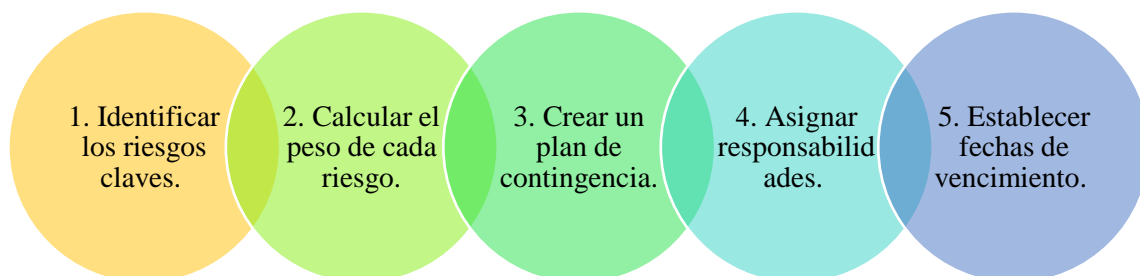 1. Identificar
los riesgos
claves.
2. Calcular el
peso de cada
riesgo.
3. Crear un
plan de
contingencia.
4. Asignar
responsabilid
ades.
5. Establecer
fechas de
vencimiento.